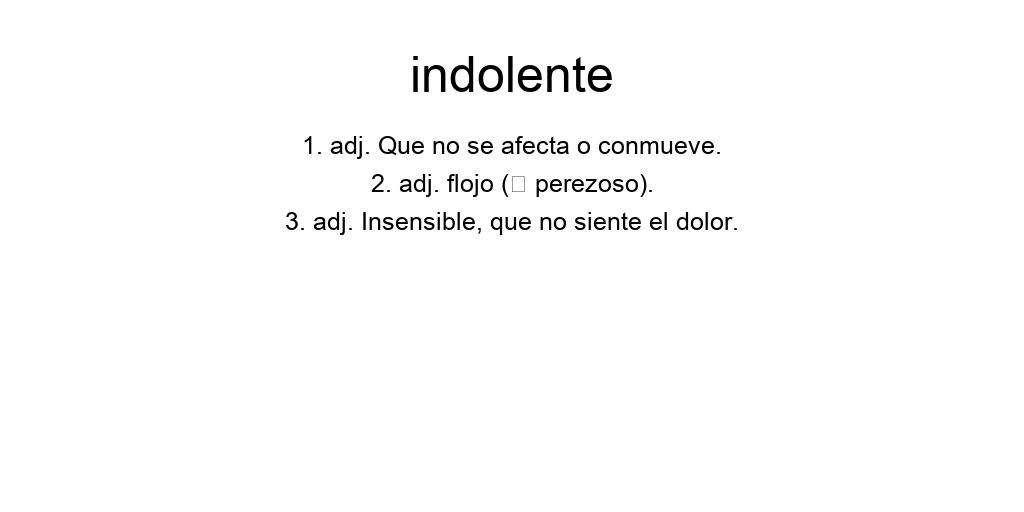 indolente
1. adj. Que no se afecta o conmueve.
2. adj. flojo (▯ perezoso).
3. adj. Insensible, que no siente el dolor.